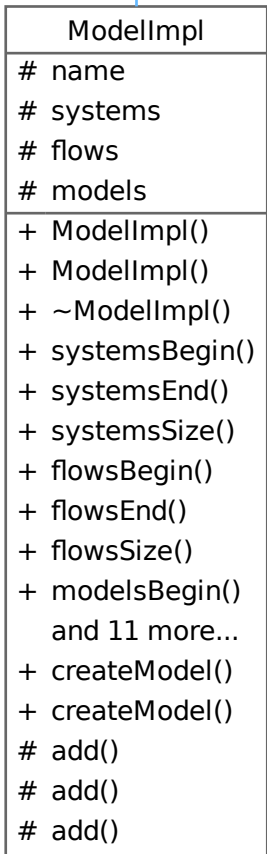 ModelImpl
# name
# systems
# flows
# models
+ ModelImpl()
+ ModelImpl()
+ ~ModelImpl()
+ systemsBegin()
+ systemsEnd()
+ systemsSize()
+ flowsBegin()
+ flowsEnd()
+ flowsSize()
+ modelsBegin()
and 11 more...
+ createModel()
+ createModel()
# add()
# add()
# add()